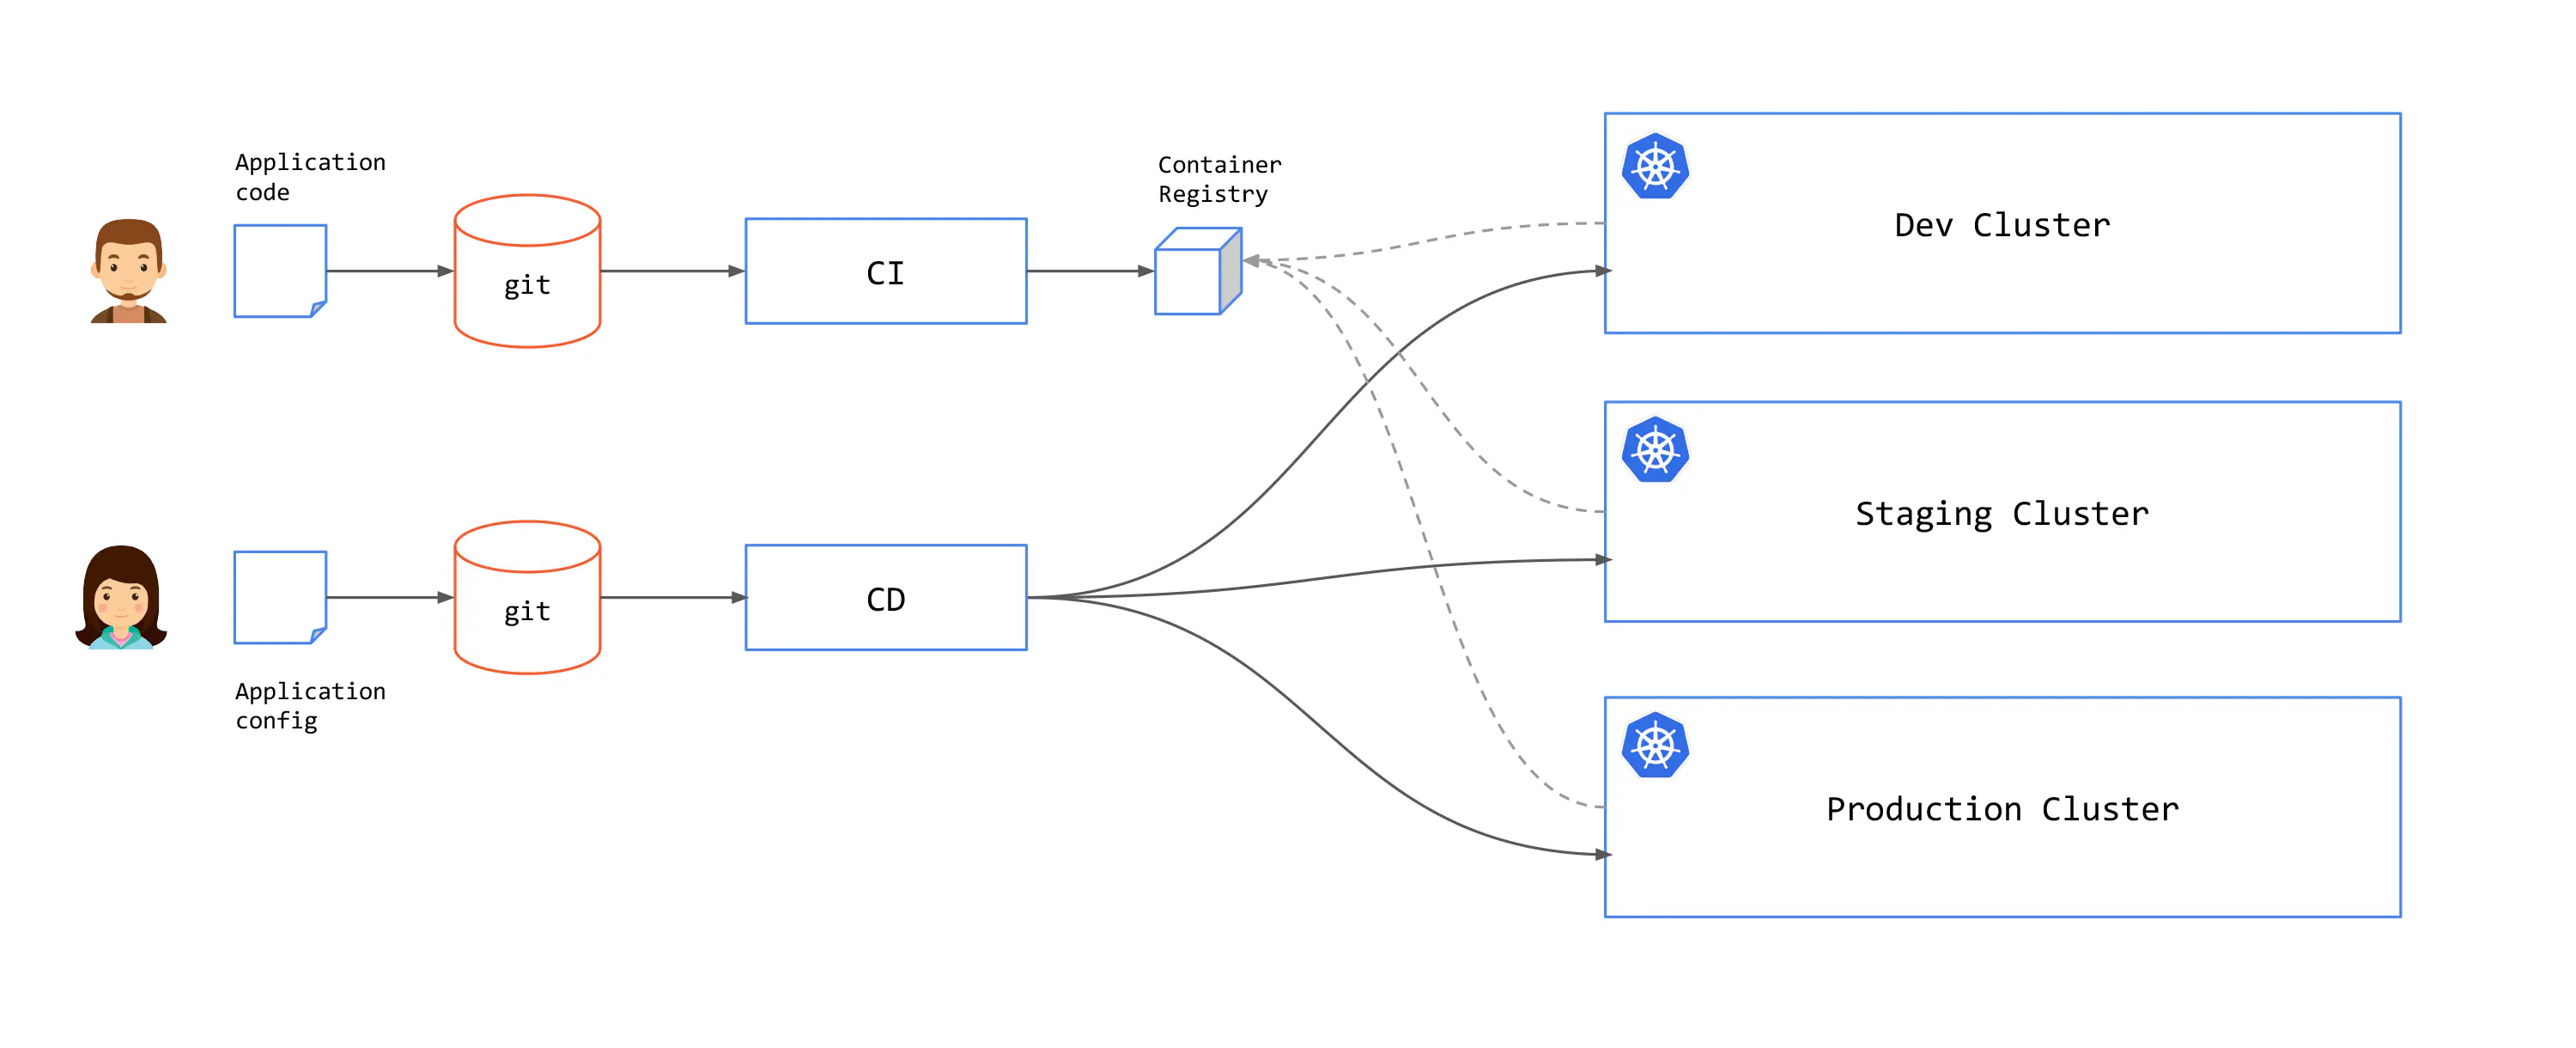 Application
code
git
CI
Container
Registry
Dev Cluster
Staging Cluster
git
CD
Application
config
Production Cluster